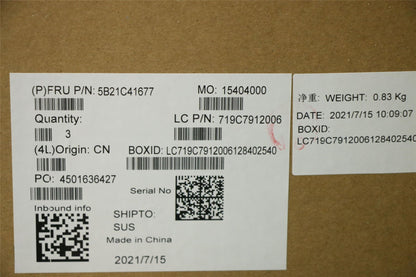 (P)FRU P/N: 5B21C41677
MO: 15404000
Quantity:
3
LC P/N: 719C7912006
(4L)Origin: CN
BOXID: LC719C7912006128402540
PO: 4501636427
Serial No
Inbound info
SHIPTO:
SUS
Made in China
2021/7/15
净重: WEIGHT: 0.83 Kg
DATE: 2021/7/15 10:09:07
BOXID:
LC719C7912006128402540